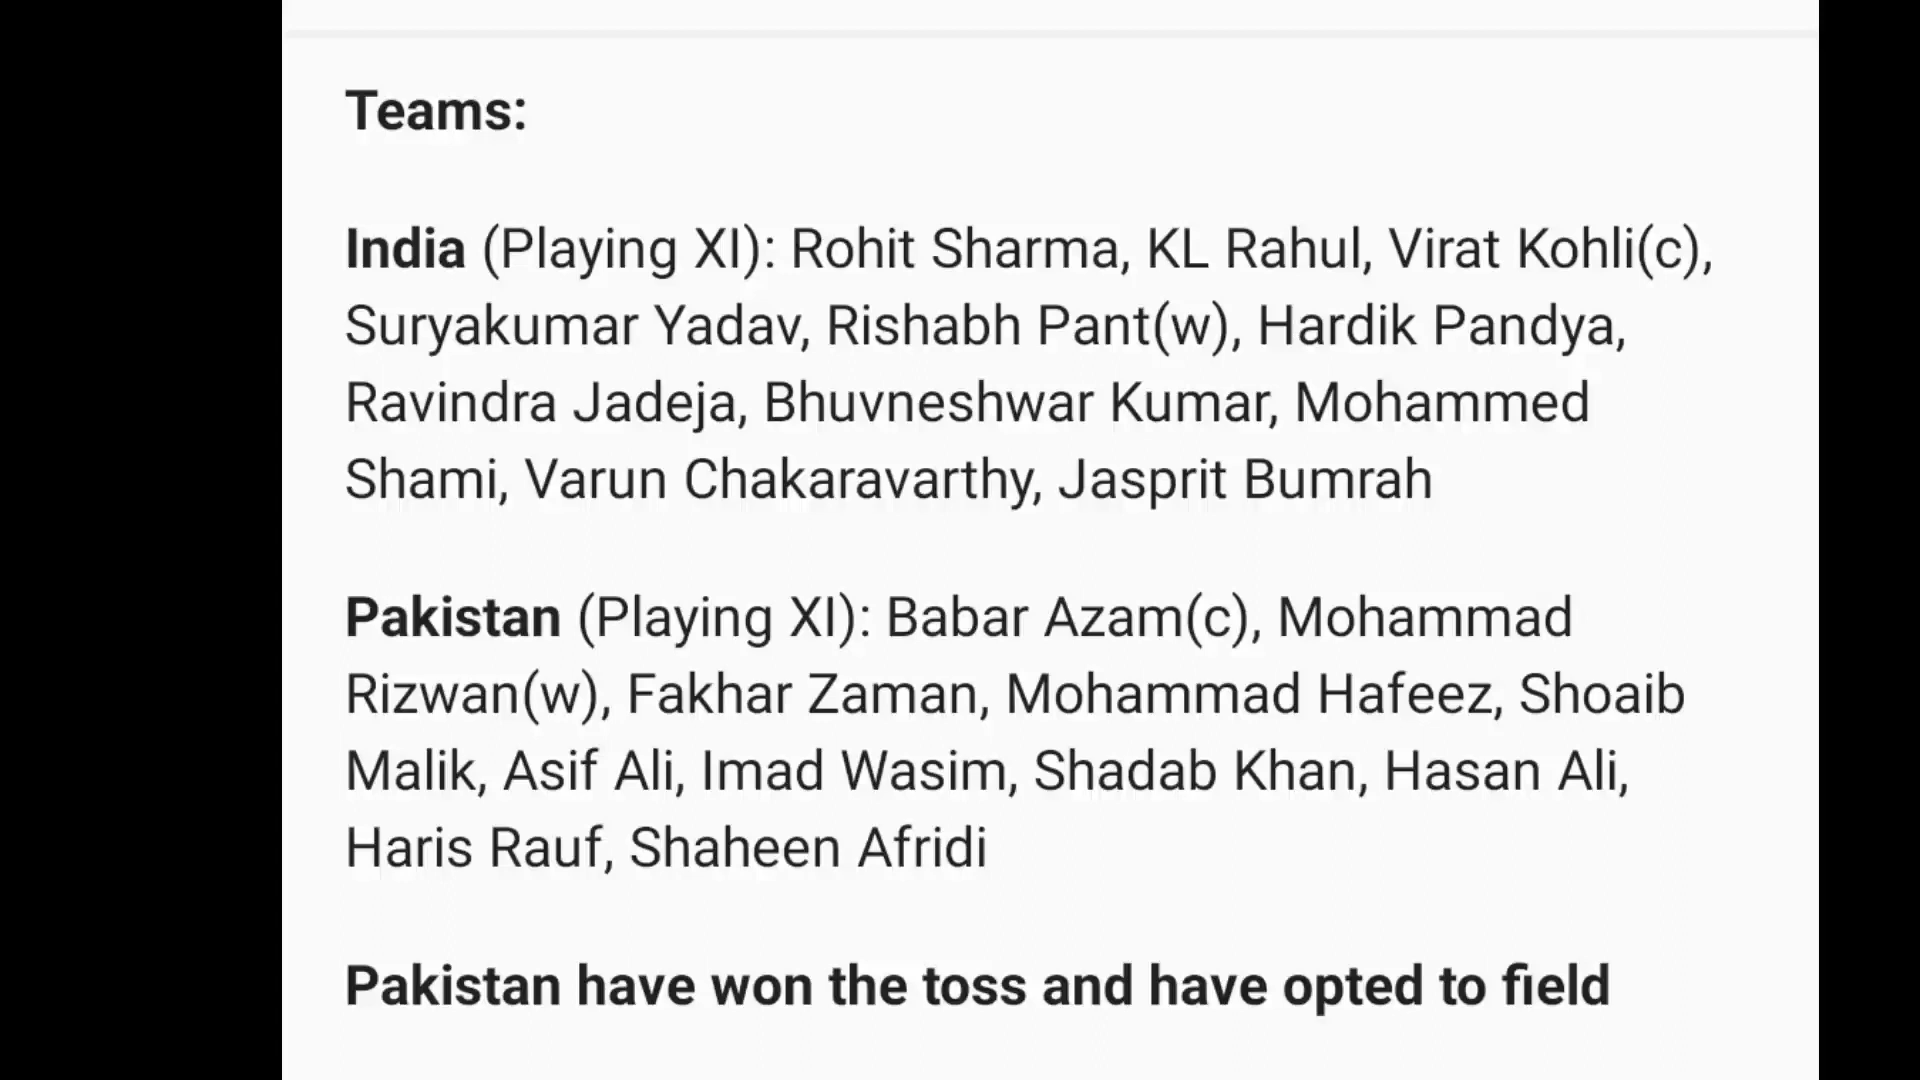 Teams:
India (Playing XI): Rohit Sharma, KL Rahul, Virat Kohli(c),
Suryakumar Yadav, Rishabh Pant(w), Hardik Pandya,
Ravindra Jadeja, Bhuvneshwar Kumar, Mohammed
Shami, Varun Chakaravarthy, Jasprit Bumrah
Pakistan (Playing XI): Babar Azam(c), Mohammad
Rizwan(w), Fakhar Zaman, Mohammad Hafeez, Shoaib
Malik, Asif Ali, Imad Wasim, Shadab Khan, Hasan Ali,
Haris Rauf, Shaheen Afridi
Pakistan have won the toss and have opted to field